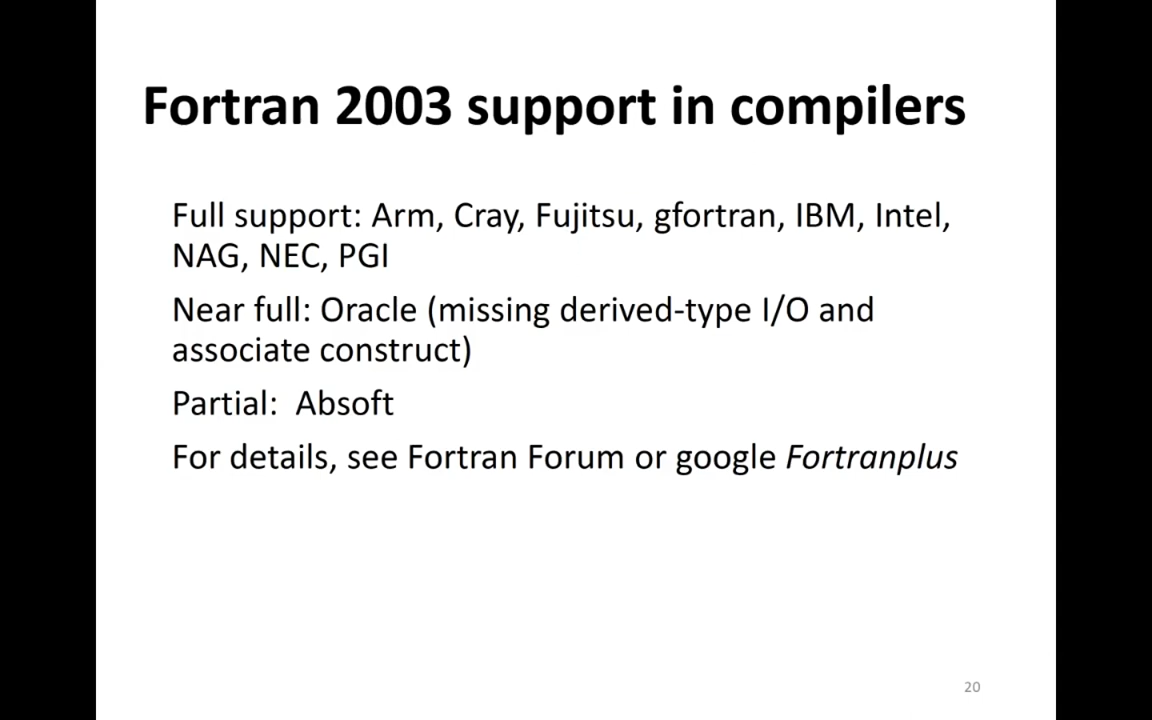 Fortran 2003 support in compilers
Full support: Arm, Cray, Fujitsu, gfortran, IBM, Intel,
NAG, NEC, PGI
Near full: Oracle (missing derived-type I/O and
associate construct)
Partial:  Absoft
For details, see Fortran Forum or google Fortranplus
20